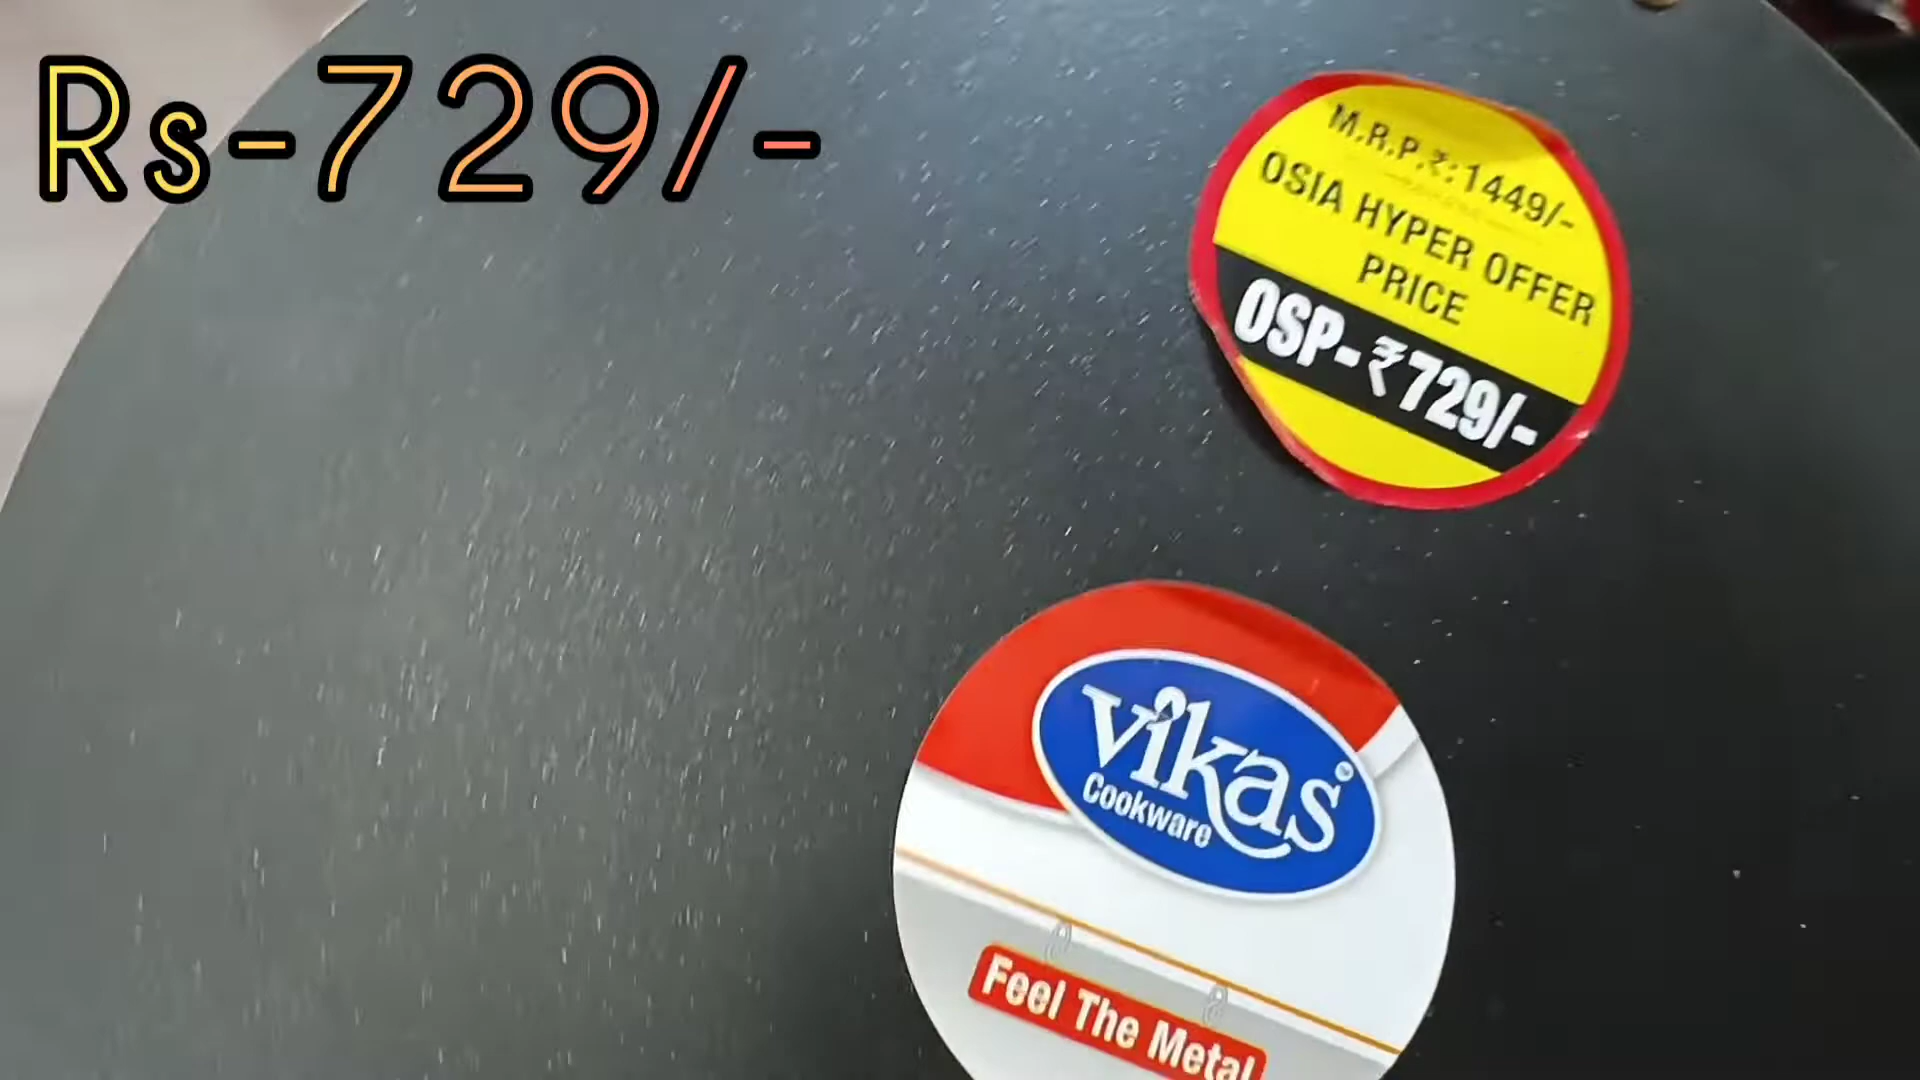 Rs-729/-
M.R.P.₹:1449/-
OSIA HYPER OFFER
PRICE
OSP-₹729/-
vikas
Cookware
Feel The Metal